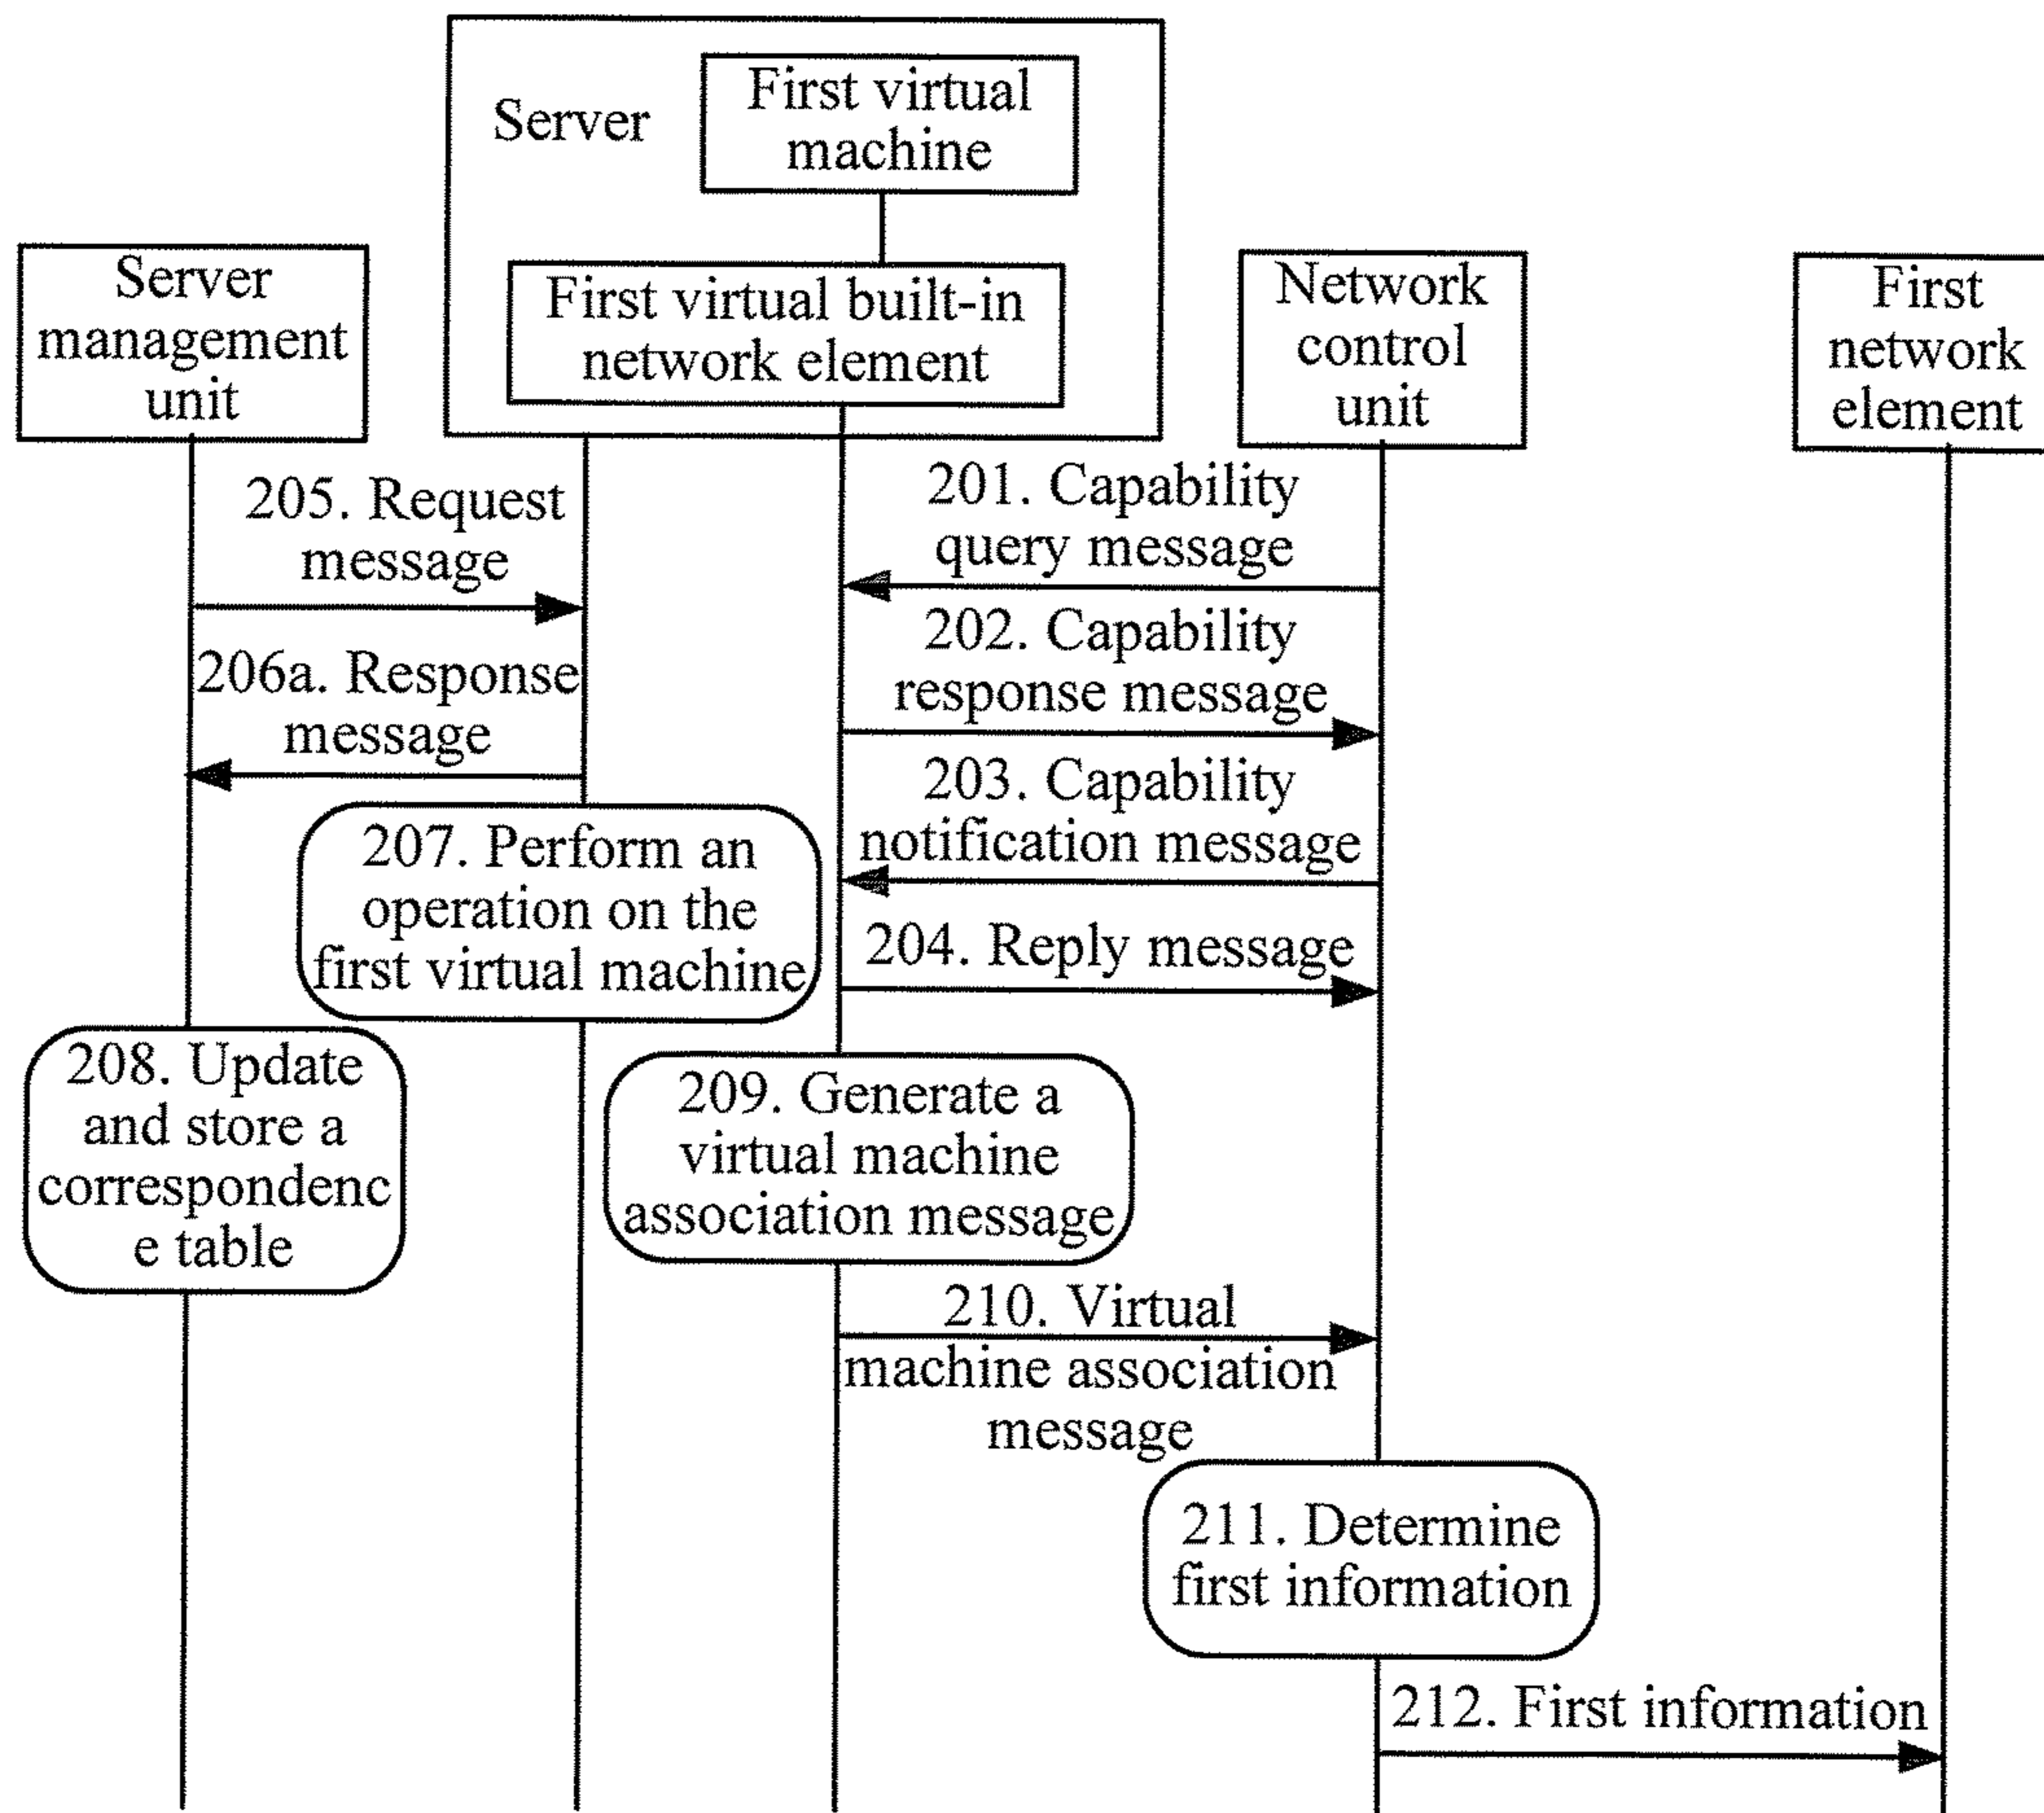 Server
First virtual
machine
First virtual built-in
network element
Server
management
unit
Network
control
unit
First
network
element
205. Request
message
206a. Response
message
201. Capability
query message
202. Capability
response message
203. Capability
notification message
204. Reply message
207. Perform an
operation on the
first virtual machine
208. Update
and store a
correspondenc
e table
209. Generate a
virtual machine
association message
210. Virtual
machine association
message
211. Determine
first information
212. First information